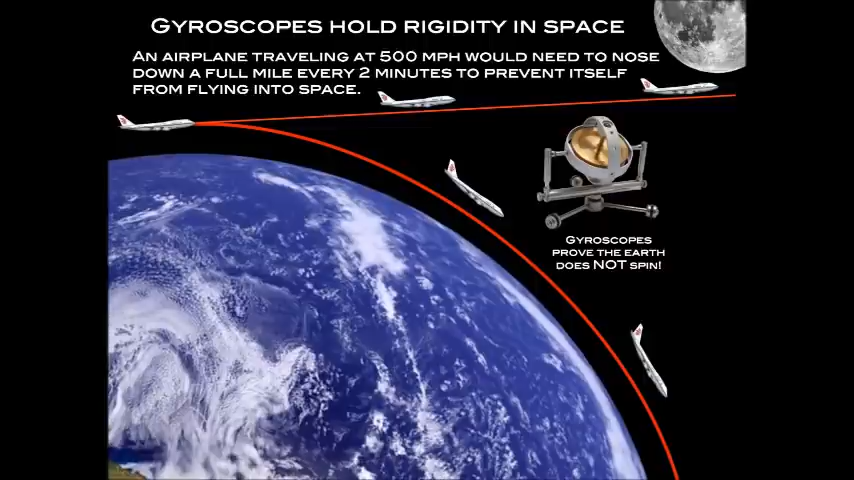 Gyroscopes hold rigidity in space
An airplane traveling at 500 mph would need to nose
down a full mile every 2 minutes to prevent itself
from flying into space.
Gyroscopes
prove the earth
does NOT spin!